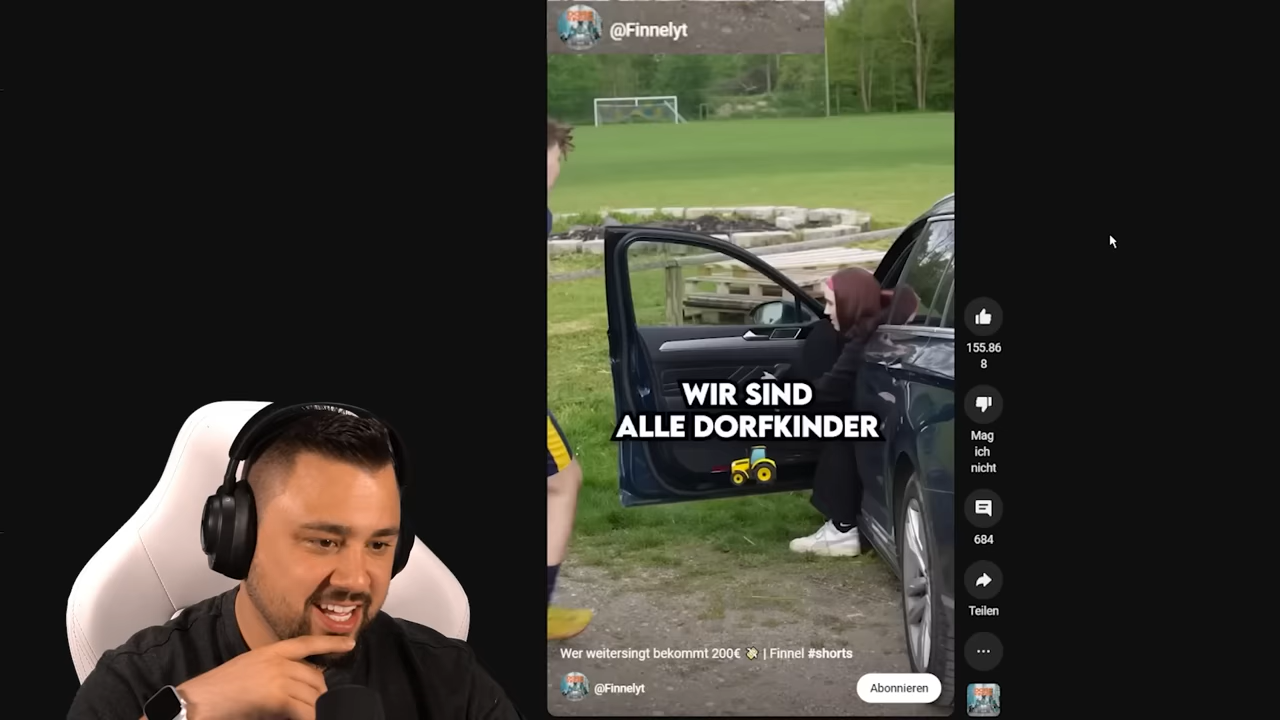 @Finnelyt
WIR SIND
ALLE DORFKINDER
155.86
8
Mag
ich
nicht
684
Teilen
Wer weitersingt bekommt 200€ 💸 | Finnel #shorts
@Finnelyt
Abonnieren